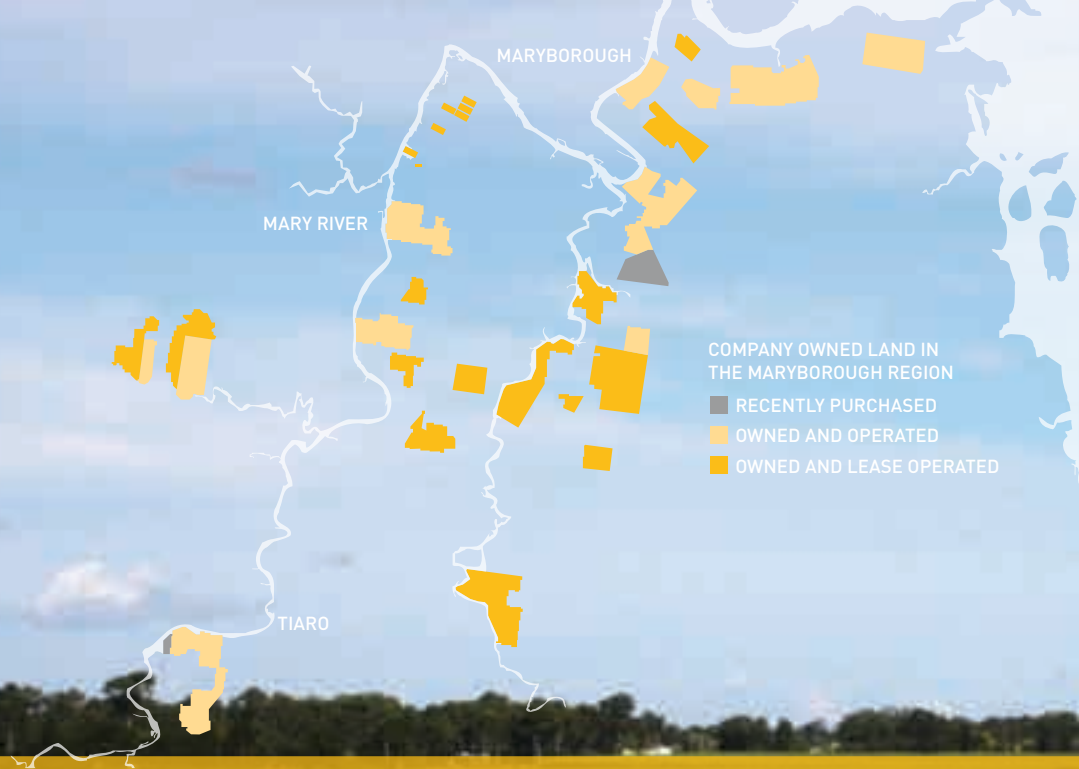 MARYBOROUGH
MARY RIVER
COMPANY OWNED LAND IN
THE MARYBOROUGH REGION
RECENTLY PURCHASED
OWNED AND OPERATED
OWNED AND LEASE OPERATED
TIARO